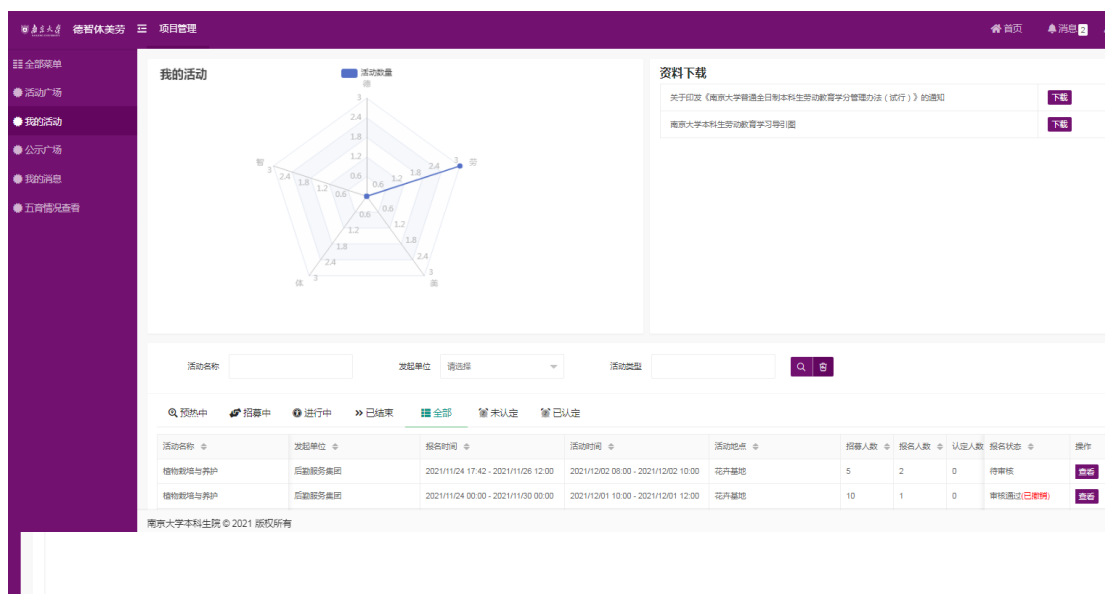 南京大学 德智体美劳 项目管理 首页 消息 2
全部菜单
活动广场
我的活动
公示广场
我的消息
五育情况查看
我的活动
活动数量
德
3
2.4
1.8
1.2
0.6
智
3 2.4 1.8 1.2 0.6
0.6 1.2 1.8 2.4 3
劳
0.6 1.2 1.8 2.4 3
体
0.6 1.2 1.8 2.4 3
美
资料下载
关于印发《南京大学普通全日制本科生劳动教育学分管理办法（试行）》的通知 下载
南京大学本科生劳动教育学习导引图 下载
活动名称 发起单位 请选择 活动类型
预热中 招募中 进行中 已结束 全部 未认定 已认定
活动名称 发起单位 报名时间 活动时间 活动地点 招募人数 报名人数 认定人数 报名状态 操作
植物栽培与养护 后勤服务集团 2021/11/24 17:42 - 2021/11/26 12:00 2021/12/02 08:00 - 2021/12/02 10:00 花卉基地 5 2 0 待审核 查看
植物栽培与养护 后勤服务集团 2021/11/24 00:00 - 2021/11/30 00:00 2021/12/01 10:00 - 2021/12/01 12:00 花卉基地 10 1 0 审核通过(已撤销) 查看
南京大学本科生院 © 2021 版权所有